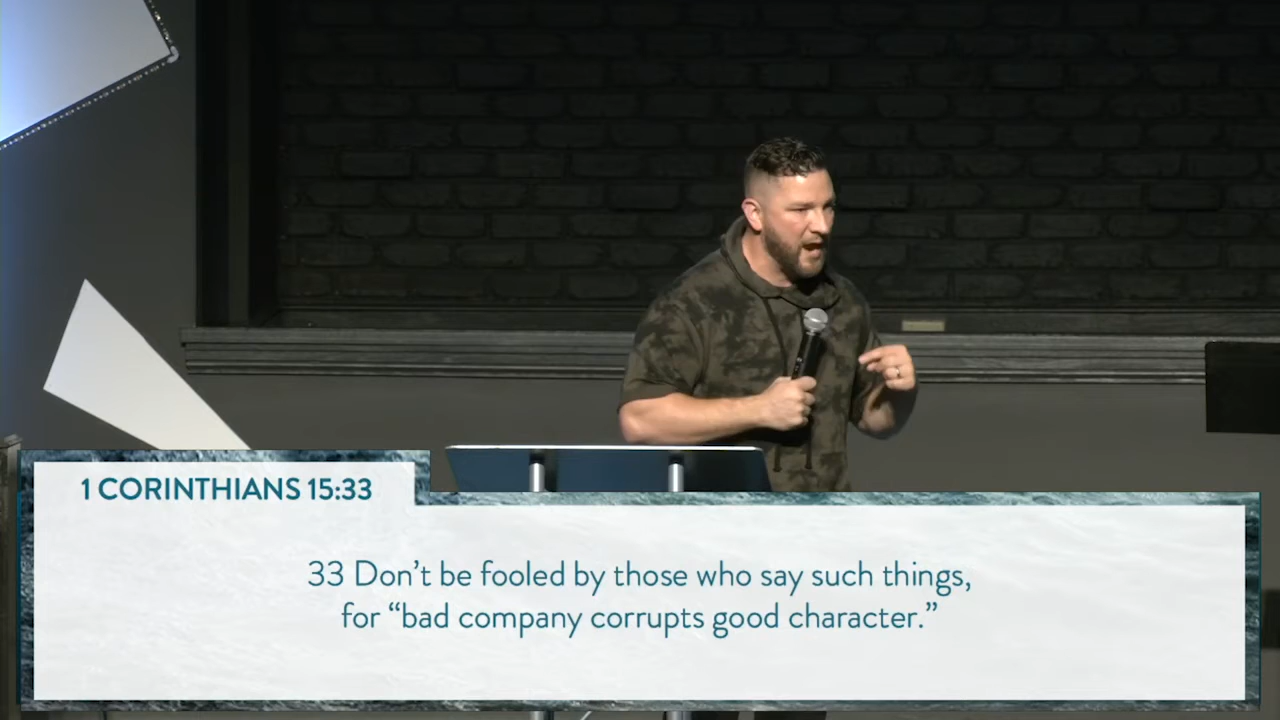 1 CORINTHIANS 15:33
33 Don’t be fooled by those who say such things,
for “bad company corrupts good character.”